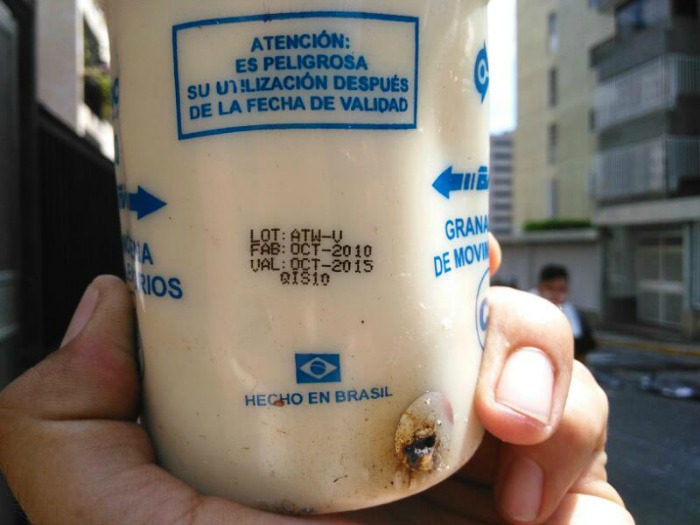 ATENCIÓN:
ES PELIGROSA
SU UTILIZACIÓN DESPUÉS
DE LA FECHA DE VALIDAD
GRANA
DE MOVIM
RIOS
LOT: ATW-V
FAB: OCT-2010
VAL: OCT-2015
QIS10
HECHO EN BRASIL